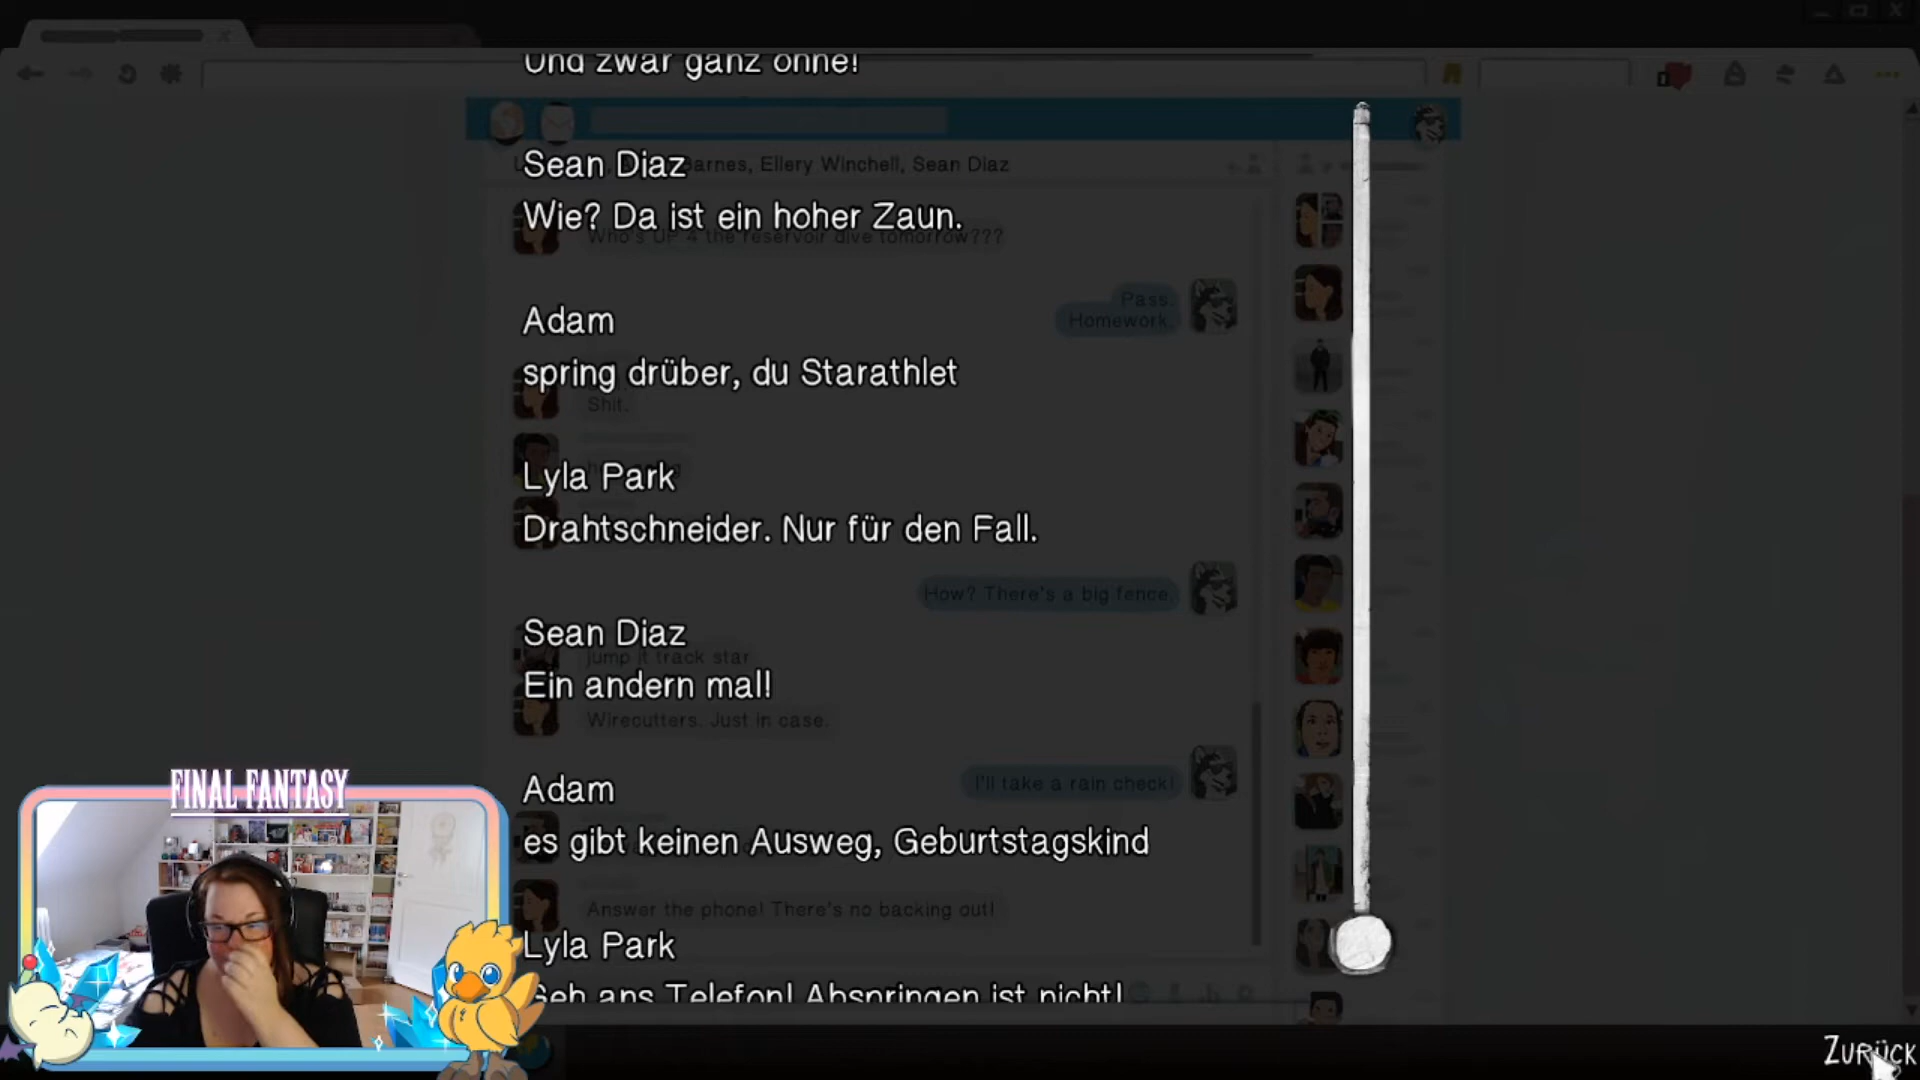 Und zwar ganz ohne!
Barnes, Ellery Winchell, Sean Diaz
Sean Diaz
Wie? Da ist ein hoher Zaun.
Who's UP 4 the reservoir dive tomorrow???
Pass.
Homework.
Adam
spring drüber, du Starathlet
Shit.
Lyla Park
Drahtschneider. Nur für den Fall.
How? There's a big fence.
Sean Diaz
jump it track star
Ein andern mal!
Wirecutters. Just in case.
I'll take a rain check!
Adam
es gibt keinen Ausweg, Geburtstagskind
Answer the phone! There's no backing out!
Lyla Park
Geh ans Telefon! Abspringen ist nicht!
FINAL FANTASY
ZURÜCK